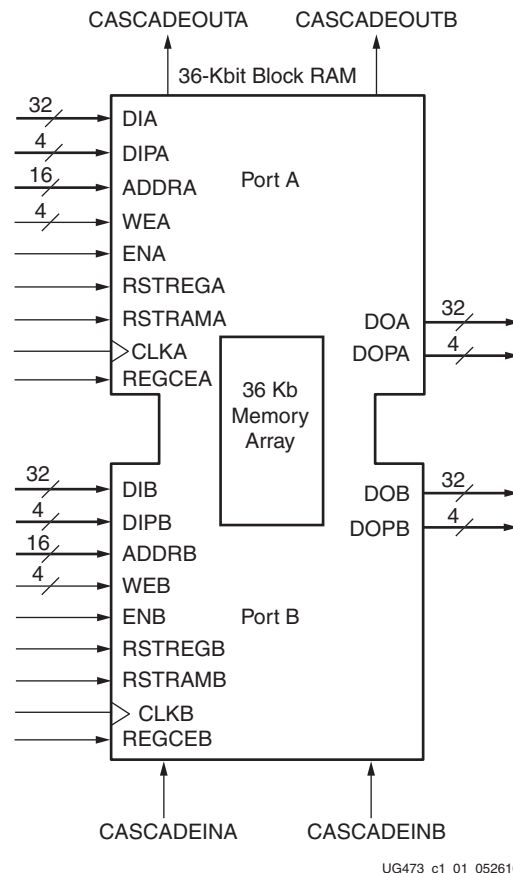 CASCADEOUTA CASCADEOUTB
36-Kbit Block RAM
32 DIA
4 DIPA
16 ADDRA Port A
4 WEA
ENA
RSTREGA
RSTRAMA DOA 32
CLKA DOPA 4
REGCEA
36 Kb
Memory
Array
32 DIB DOB 32
4 DIPB DOPB 4
16 ADDRB
4 WEB
ENB Port B
RSTREGB
RSTRAMB
CLKB
REGCEB
CASCADEINA CASCADEINB